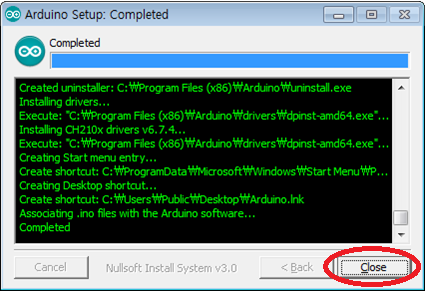 Arduino Setup: Completed
Completed
Created uninstaller: C:₩Program Files (x86)₩Arduino₩uninstall.exe
Installing drivers...
Execute: "C:₩Program Files (x86)₩Arduino₩drivers₩dpinst-amd64.exe"...
Installing CH210x drivers v6.7.4...
Execute: "C:₩Program Files (x86)₩Arduino₩drivers₩dpinst-amd64.exe"...
Creating Start menu entry...
Create shortcut: C:₩ProgramData₩Microsoft₩Windows₩Start Menu₩P...
Creating Desktop shortcut...
Create shortcut: C:₩Users₩Public₩Desktop₩Arduino.lnk
Associating .ino files with the Arduino software...
Completed
Cancel Nullsoft Install System v3.0 < Back Close